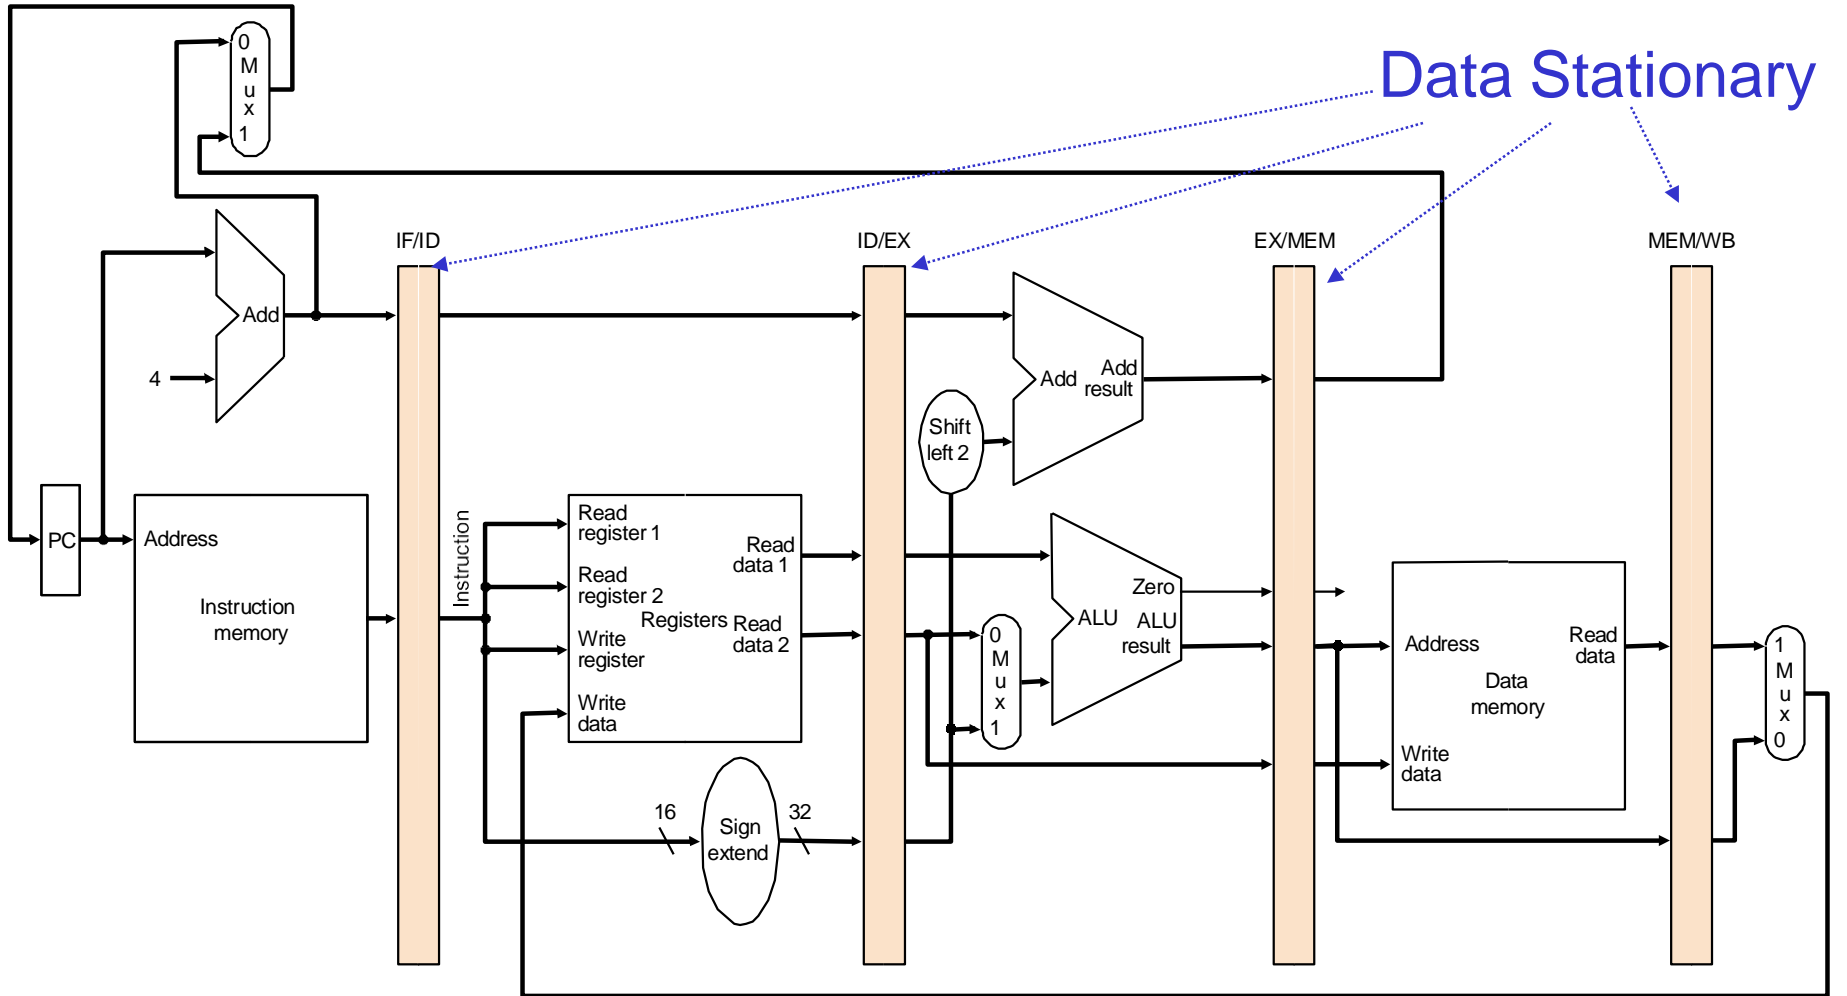 Data Stationary
0
M
u
x
1
IF/ID
ID/EX
EX/MEM
MEM/WB
Add
4
Add
Add
result
Shift
left 2
PC
Address
Instruction
memory
Instruction
Read
register 1
Read
register 2
Write
register
Write
data
Registers
Read
data 1
Read
data 2
0
M
u
x
1
Zero
ALU
ALU
result
Address
Read
data
Data
memory
Write
data
1
M
u
x
0
16
Sign
extend
32